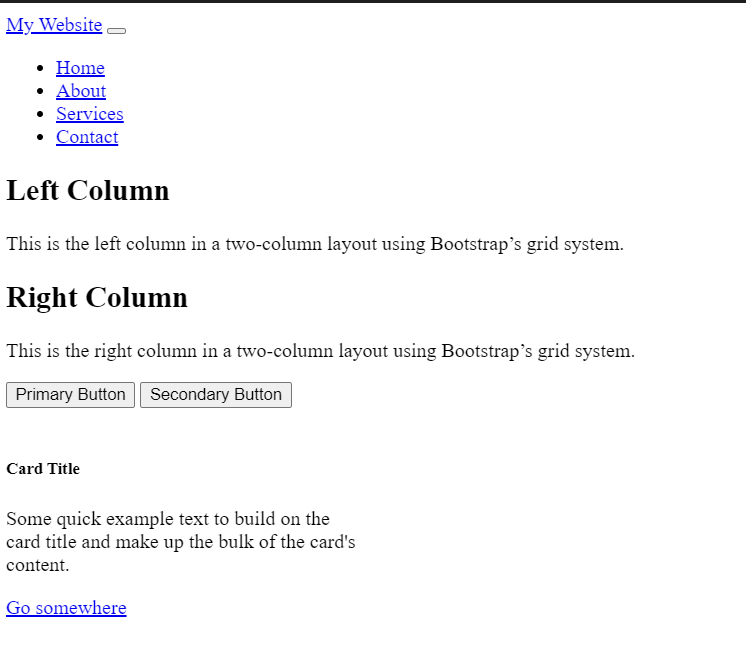 My Website
Home
About
Services
Contact
Left Column
This is the left column in a two-column layout using Bootstrap’s grid system.
Right Column
This is the right column in a two-column layout using Bootstrap’s grid system.
Primary Button Secondary Button
Card Title
Some quick example text to build on the
card title and make up the bulk of the card's
content.
Go somewhere